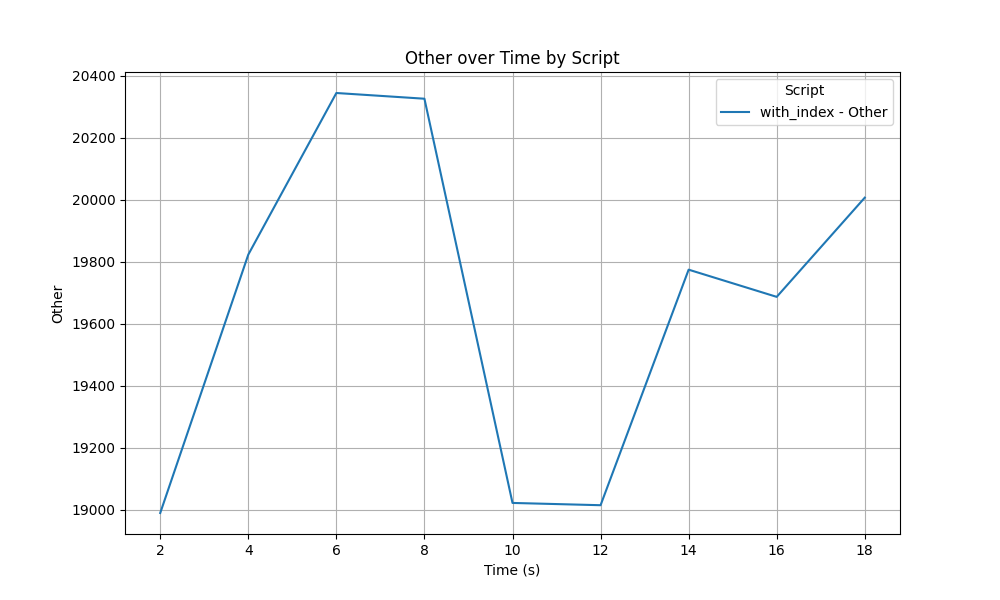 Other over Time by Script
Script
with_index - Other
Other
20400
20200
20000
19800
19600
19400
19200
19000
2 4 6 8 10 12 14 16 18
Time (s)